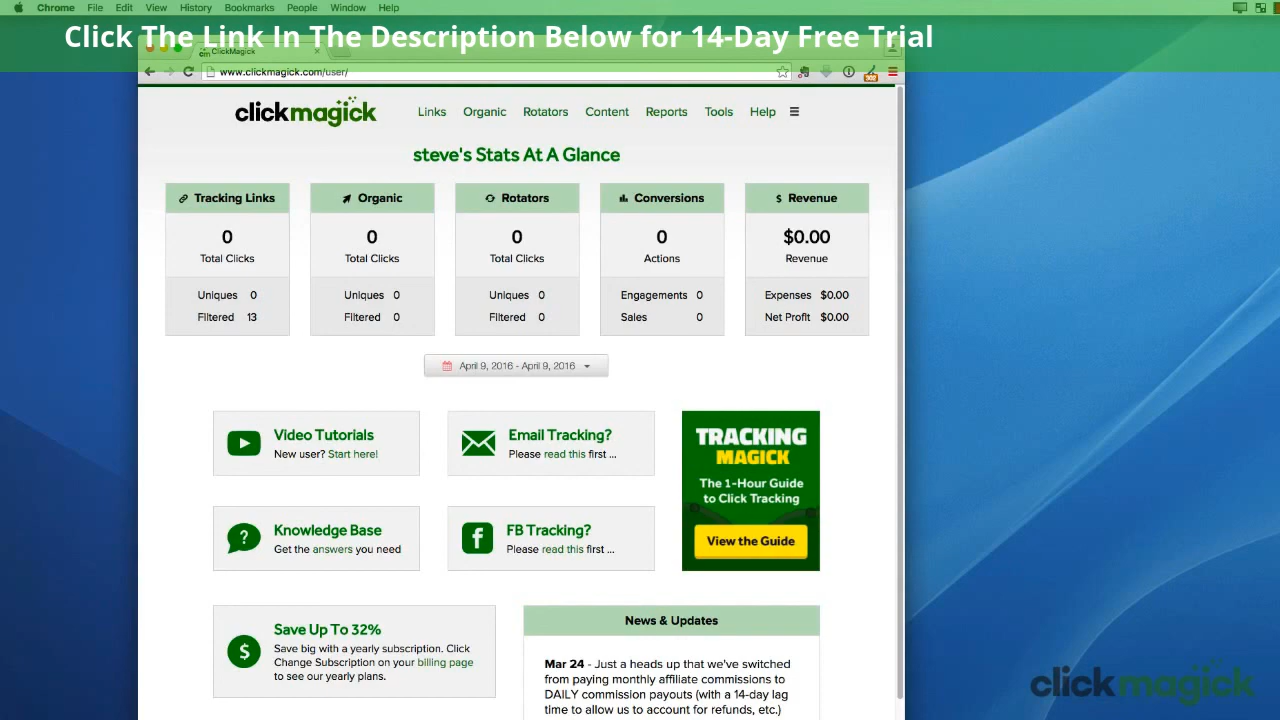 Chrome File Edit View History Bookmarks People Window Help
Click The Link In The Description Below for 14-Day Free Trial
ClickMagick
www.clickmagick.com/user/
clickmagick
Links Organic Rotators Content Reports Tools Help
steve's Stats At A Glance
Tracking Links
0
Total Clicks
Uniques 0
Filtered 13
Organic
0
Total Clicks
Uniques 0
Filtered 0
Rotators
0
Total Clicks
Uniques 0
Filtered 0
Conversions
0
Actions
Engagements 0
Sales 0
$ Revenue
$0.00
Revenue
Expenses $0.00
Net Profit $0.00
April 9, 2016 - April 9, 2016
Video Tutorials
New user? Start here!
Email Tracking?
Please read this first ...
Knowledge Base
Get the answers you need
FB Tracking?
Please read this first ...
TRACKING
MAGICK
The 1-Hour Guide
to Click Tracking
View the Guide
Save Up To 32%
Save big with a yearly subscription. Click
Change Subscription on your billing page
to see our yearly plans.
News & Updates
Mar 24 - Just a heads up that we've switched
from paying monthly affiliate commissions to
DAILY commission payouts (with a 14-day lag
time to allow us to account for refunds, etc.)
clickmagick